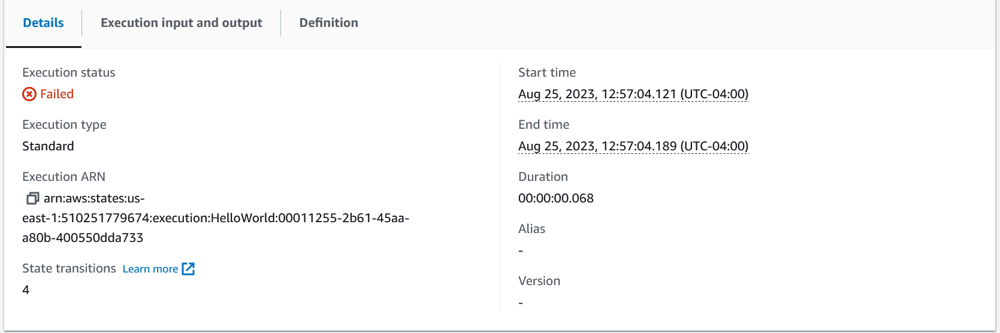 Details
Execution input and output
Definition
Execution status
Failed
Execution type
Standard
Execution ARN
arn:aws:states:us-
east-1:510251779674:execution:HelloWorld:00011255-2b61-45aa-
a80b-400550dda733
State transitions Learn more
4
Start time
Aug 25, 2023, 12:57:04.121 (UTC-04:00)
End time
Aug 25, 2023, 12:57:04.189 (UTC-04:00)
Duration
00:00:00.068
Alias
-
Version
-